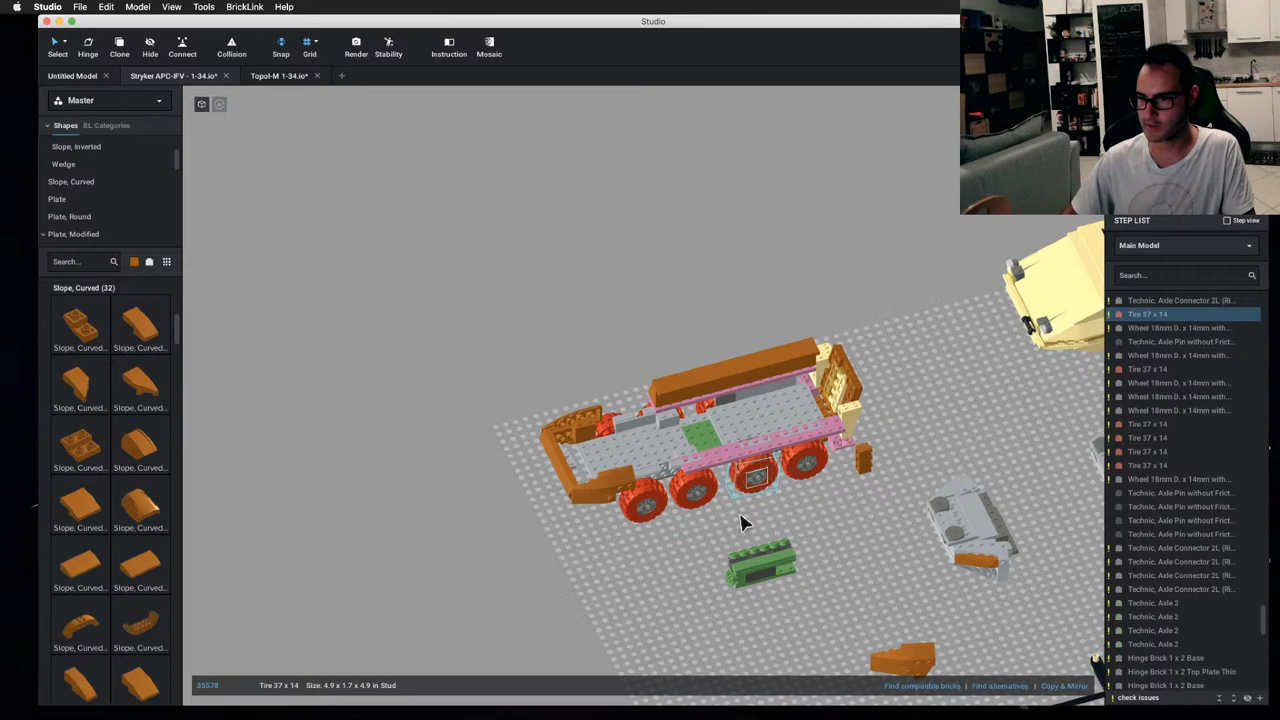 Studio File Edit Model View Tools BrickLink Help
Studio
Select Hinge Clone Hide Connect Collision Snap Grid Render Stability Instruction Mosaic
Untitled Model Stryker APC-IFV - 1-34.io* Topol-M 1-34.io*
Master
Shapes BL Categories
Slope, Inverted
Wedge
Slope, Curved
Plate
Plate, Round
Plate, Modified
Search...
Slope, Curved (32)
Slope, Curved... Slope, Curved...
Slope, Curved... Slope, Curved...
Slope, Curved... Slope, Curved...
Slope, Curved... Slope, Curved...
Slope, Curved... Slope, Curved...
Slope, Curved... Slope, Curved...
35578 Tire 37 x 14 Size: 4.9 x 1.7 x 4.9 in Stud
Find compatible bricks | Find alternatives | Copy & Mirror
STEP LIST Step view
Main Model
Search...
Technic, Axle Connector 2L (Ri...
Tire 37 x 14
Wheel 18mm D. x 14mm with...
Technic, Axle Pin without Frict...
Wheel 18mm D. x 14mm with...
Tire 37 x 14
Wheel 18mm D. x 14mm with...
Wheel 18mm D. x 14mm with...
Wheel 18mm D. x 14mm with...
Tire 37 x 14
Tire 37 x 14
Tire 37 x 14
Tire 37 x 14
Wheel 18mm D. x 14mm with...
Technic, Axle Pin without Frict...
Technic, Axle Pin without Frict...
Technic, Axle Pin without Frict...
Technic, Axle Pin without Frict...
Technic, Axle Connector 2L (Ri...
Technic, Axle Connector 2L (Ri...
Technic, Axle Connector 2L (Ri...
Technic, Axle Connector 2L (Ri...
Technic, Axle 2
Technic, Axle 2
Technic, Axle 2
Technic, Axle 2
Hinge Brick 1 x 2 Base
Hinge Brick 1 x 2 Top Plate Thin
Hinge Brick 1 x 2 Base
check issues